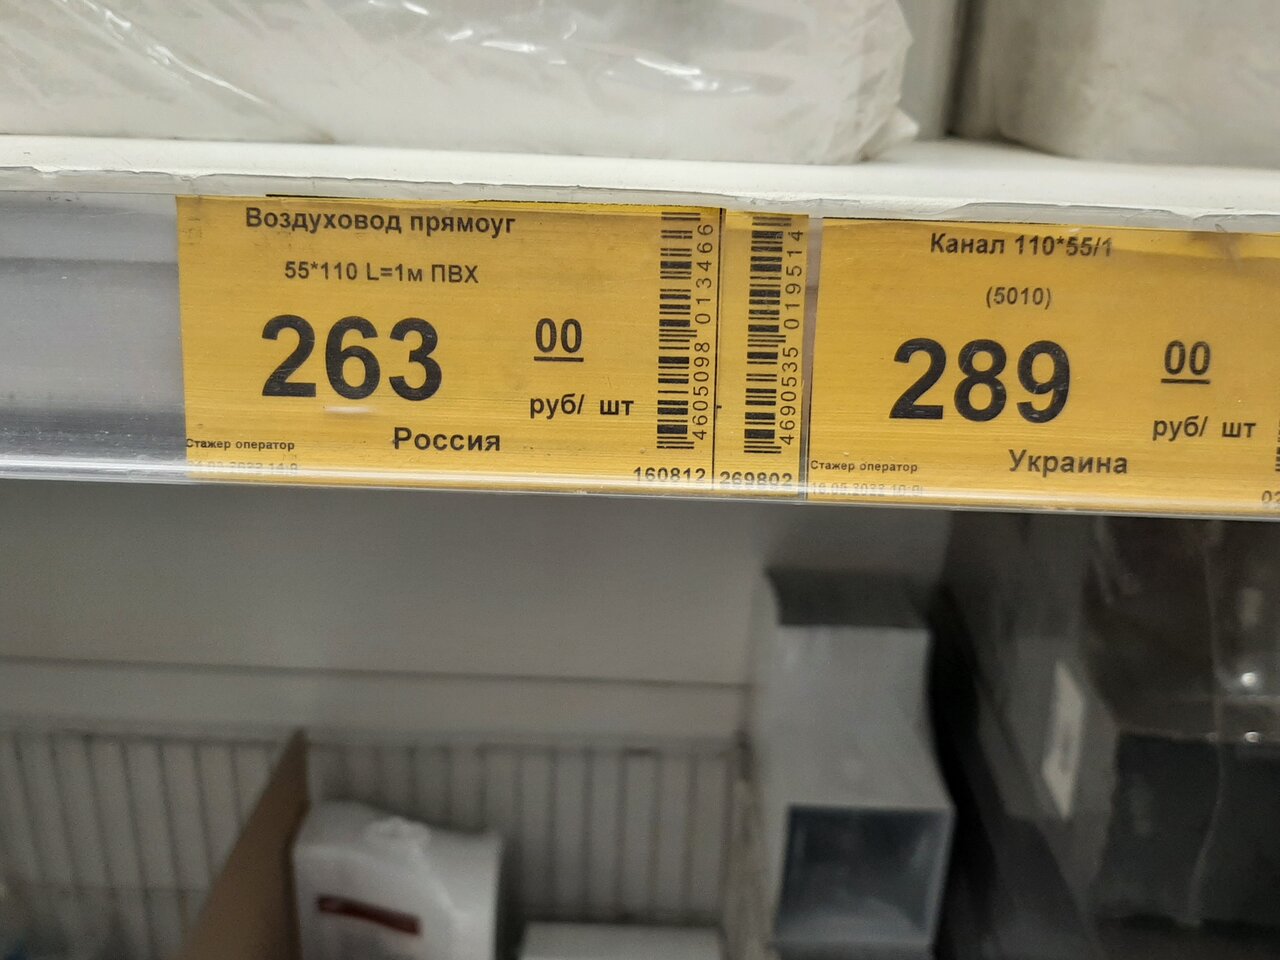 Воздуховод прямоуг
55*110 L=1м ПВХ
263 00
руб/ шт
Россия
Стажер оператор
4605098 013466
160812
4690535 019514
269802
Канал 110*55/1
(5010)
289 00
руб/ шт
Украина
Стажер оператор